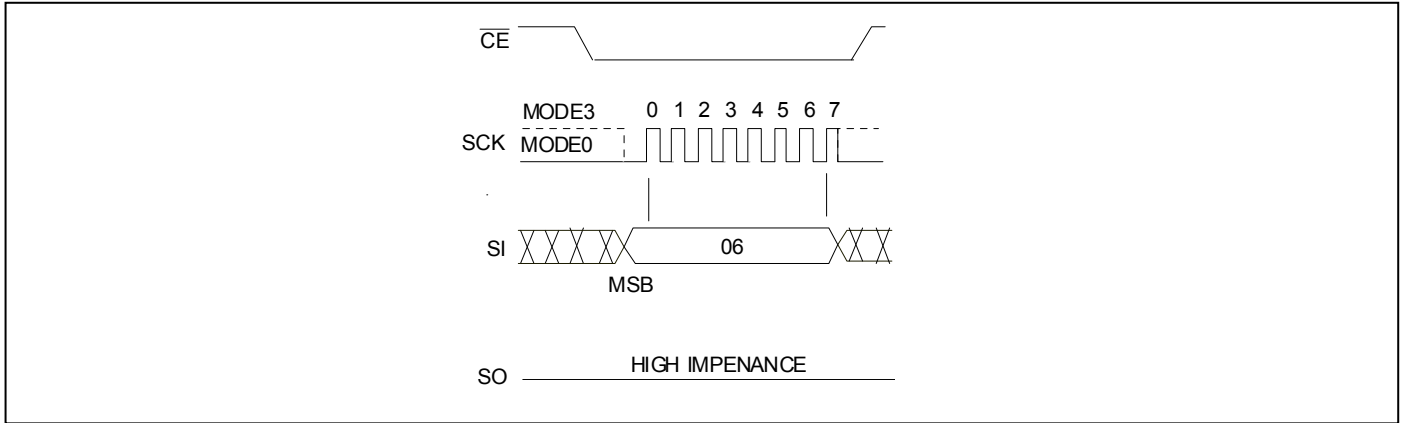 CE
MODE3 0 1 2 3 4 5 6 7
SCK MODE0
SI 06
MSB
HIGH IMPENANCE
SO